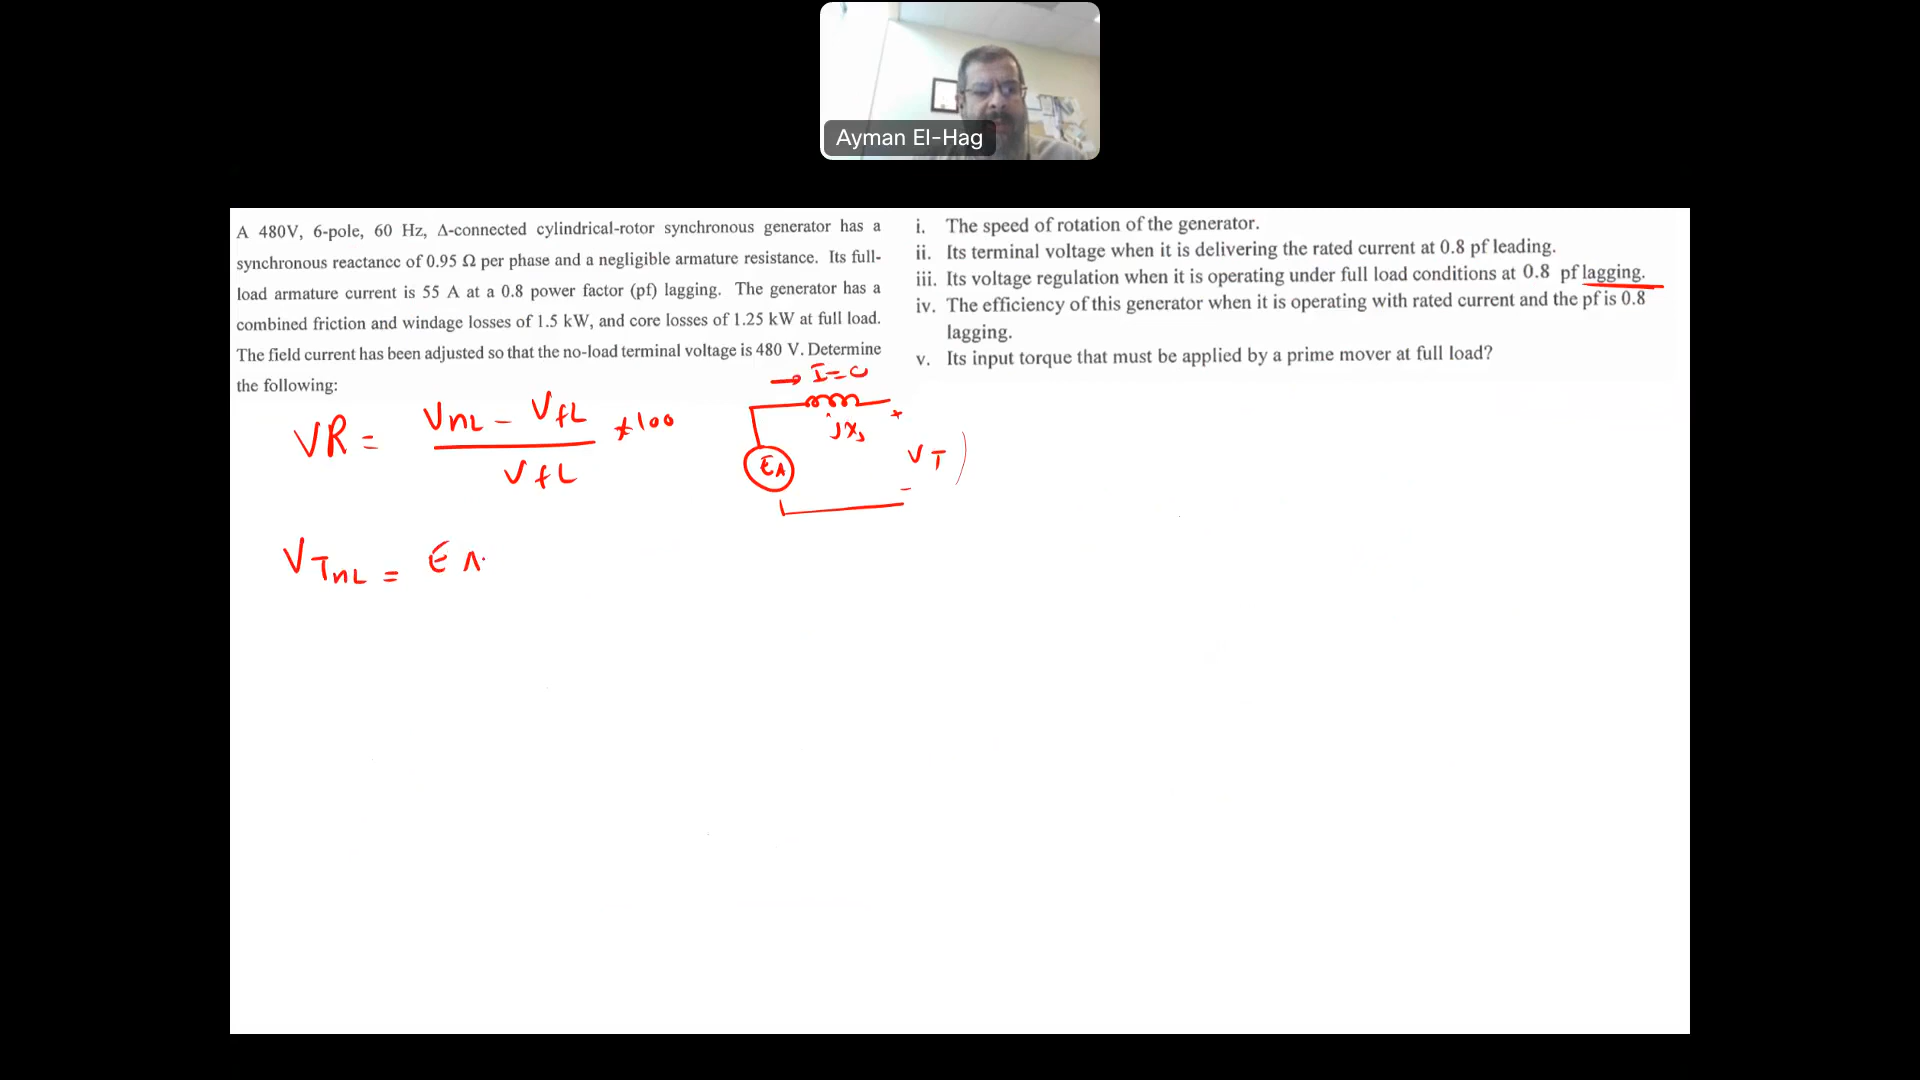 Ayman El-Hag
A 480V, 6-pole, 60 Hz, Δ-connected cylindrical-rotor synchronous generator has a
synchronous reactance of 0.95 Ω per phase and a negligible armature resistance. Its full-
load armature current is 55 A at a 0.8 power factor (pf) lagging. The generator has a
combined friction and windage losses of 1.5 kW, and core losses of 1.25 kW at full load.
The field current has been adjusted so that the no-load terminal voltage is 480 V. Determine
the following:
i. The speed of rotation of the generator.
ii. Its terminal voltage when it is delivering the rated current at 0.8 pf leading.
iii. Its voltage regulation when it is operating under full load conditions at 0.8 pf lagging.
iv. The efficiency of this generator when it is operating with rated current and the pf is 0.8
lagging.
v. Its input torque that must be applied by a prime mover at full load?
VR = VnL - VfL / VfL *100
→ I=0
jXs
+
EA
VT
-
VTnL = EA